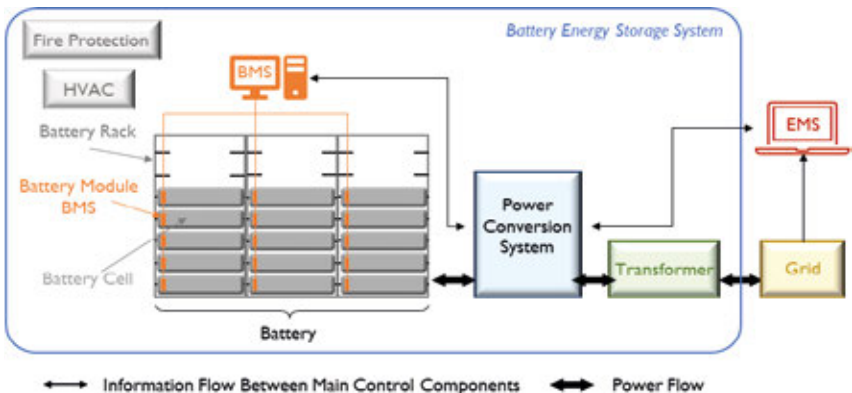 Fire Protection
Battery Energy Storage System
BMS
HVAC
EMS
Battery Rack
Battery Module
BMS
Power
Conversion
System
Battery Cell
Transformer
Grid
Battery
Information Flow Between Main Control Components
Power Flow